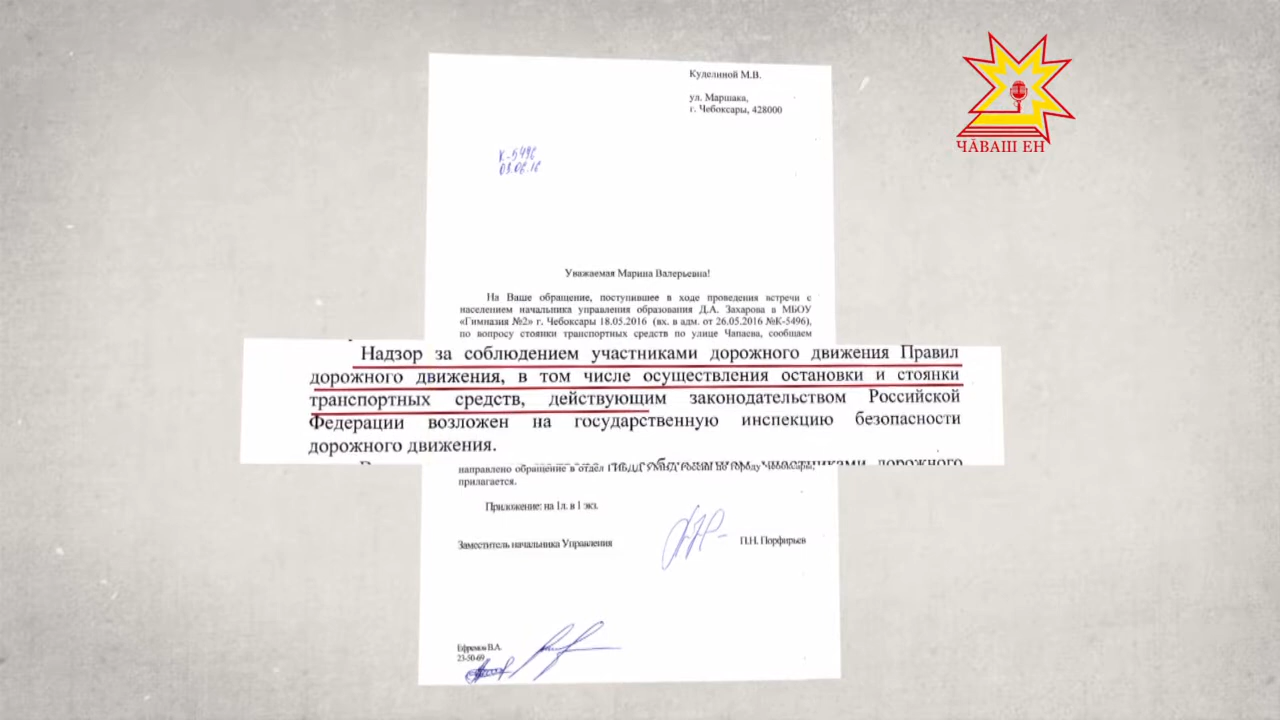 Куделиной М.В.
ул. Маршака,
г. Чебоксары, 428000
ЧӐВАШ ЕН
К-5496
03.06.16
Уважаемая Марина Валерьевна!
На Ваше обращение, поступившее в ходе проведения встречи с
населением начальника управления образования Д.А. Захарова в МБОУ
«Гимназия №2» г. Чебоксары 18.05.2016 (вх. в адм. от 26.05.2016 №К-5496),
по вопросу стоянки транспортных средств по улице Чапаева, сообщаем
Надзор за соблюдением участниками дорожного движения Правил
дорожного движения, в том числе осуществления остановки и стоянки
транспортных средств, действующим законодательством Российской
Федерации возложен на государственную инспекцию безопасности
дорожного движения.
участниками дорожного
направлено обращение в отдел ГИБДД УМВД России по городу Чебоксары,
прилагается.
Приложение: на 1л. в 1 экз.
Заместитель начальника Управления П.Н. Порфирьев
Ефремов В.А.
23-50-69